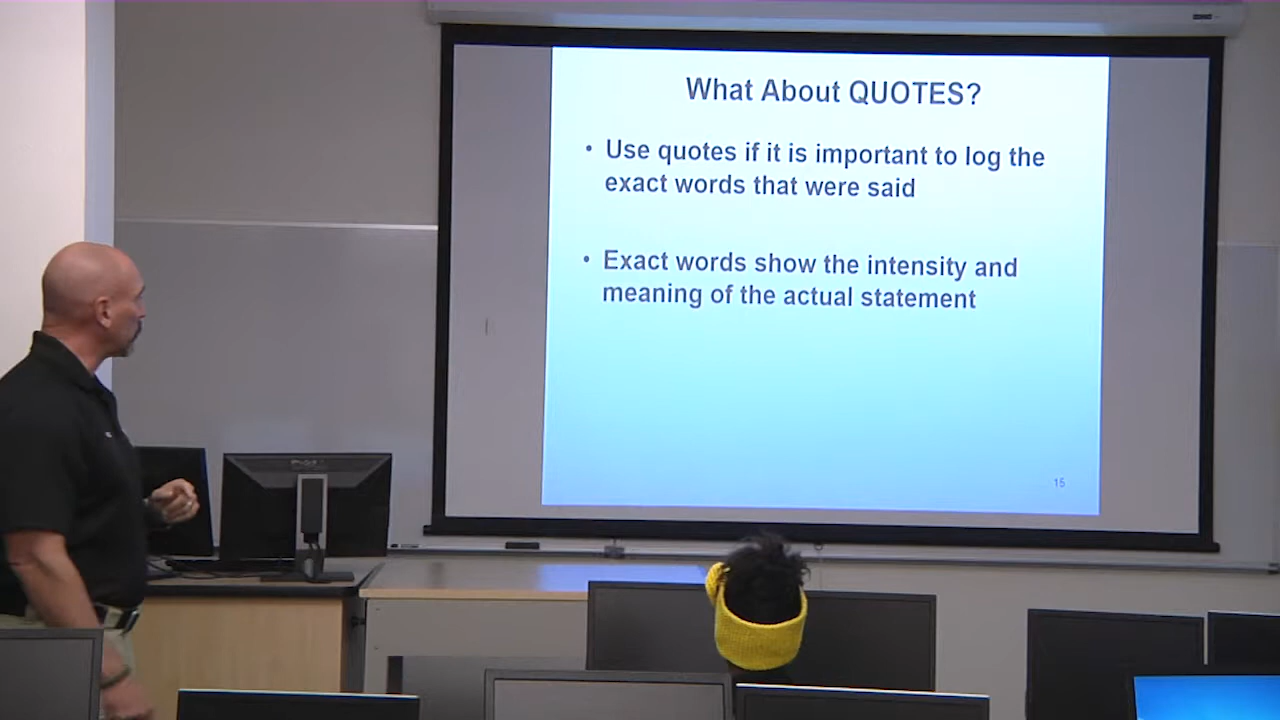 What About QUOTES?
• Use quotes if it is important to log the
exact words that were said
• Exact words show the intensity and
meaning of the actual statement
15